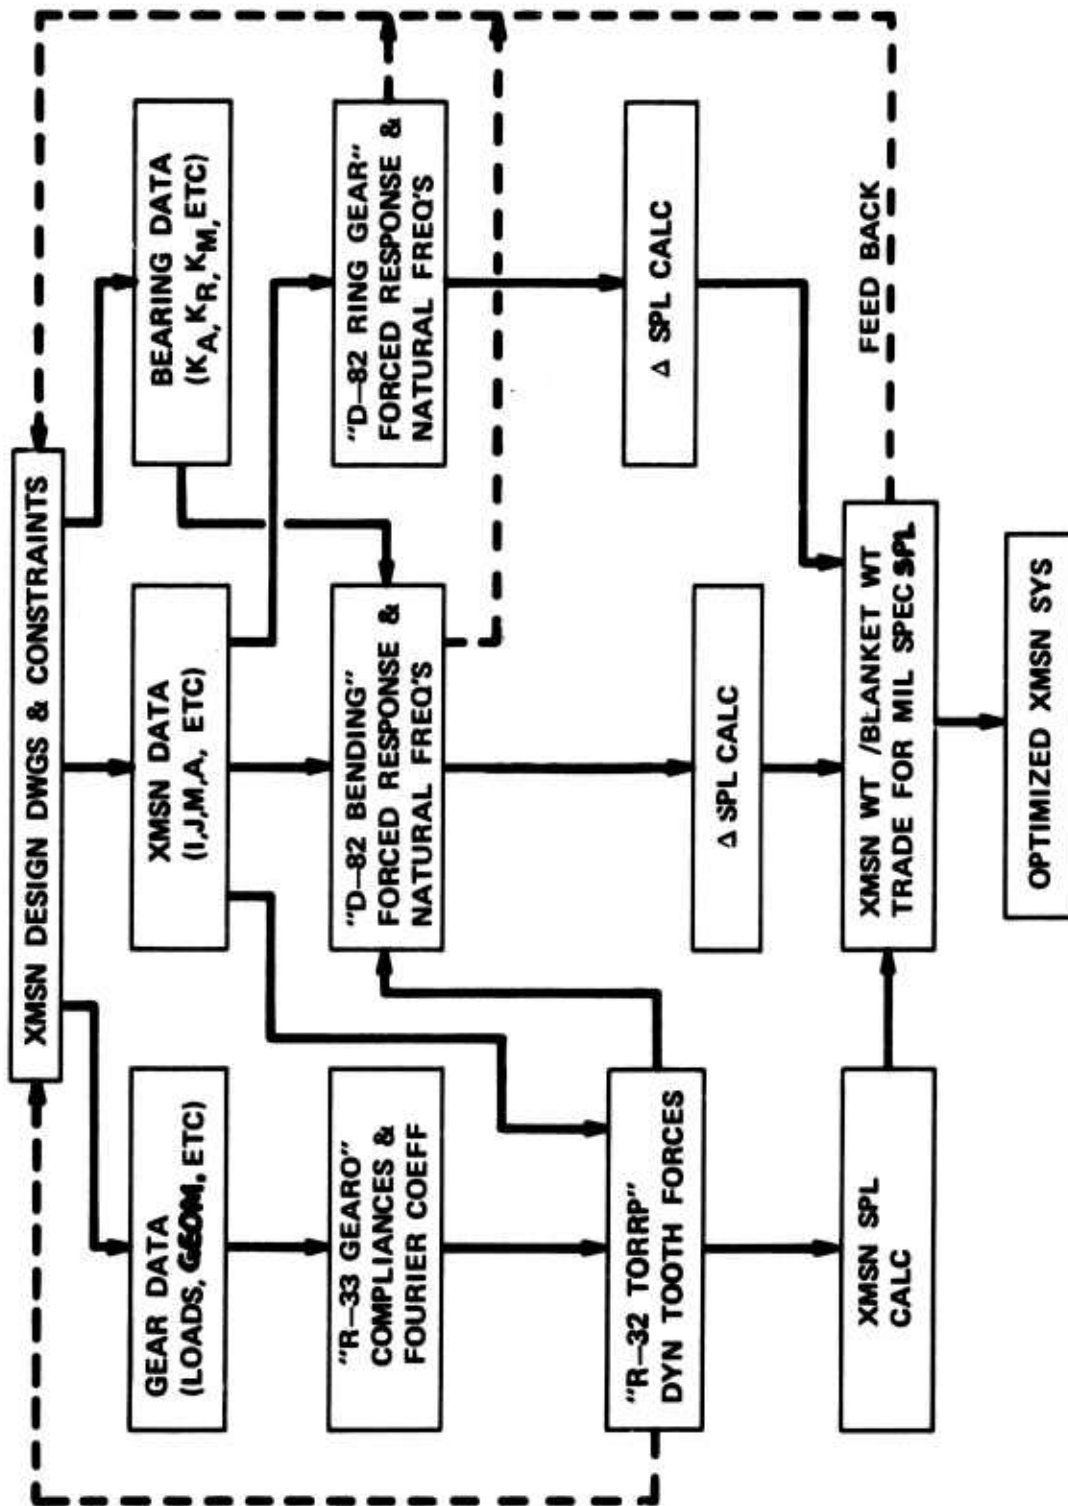 XMSN DESIGN DWGS & CONSTRAINTS
GEAR DATA
(LOADS, GEOM, ETC)
XMSN DATA
(I,J,M,A, ETC)
BEARING DATA
(KA, KR, KM, ETC)
"R-33 GEARO"
COMPLIANCES &
FOURIER COEFF
"D-82 BENDING"
FORCED RESPONSE &
NATURAL FREQ'S
"D-82 RING GEAR"
FORCED RESPONSE &
NATURAL FREQ'S
"R-32 TORRP"
DYN TOOTH FORCES
Δ SPL CALC
Δ SPL CALC
XMSN SPL
CALC
XMSN WT /BLANKET WT
TRADE FOR MIL SPEC SPL
FEED BACK
OPTIMIZED XMSN SYS